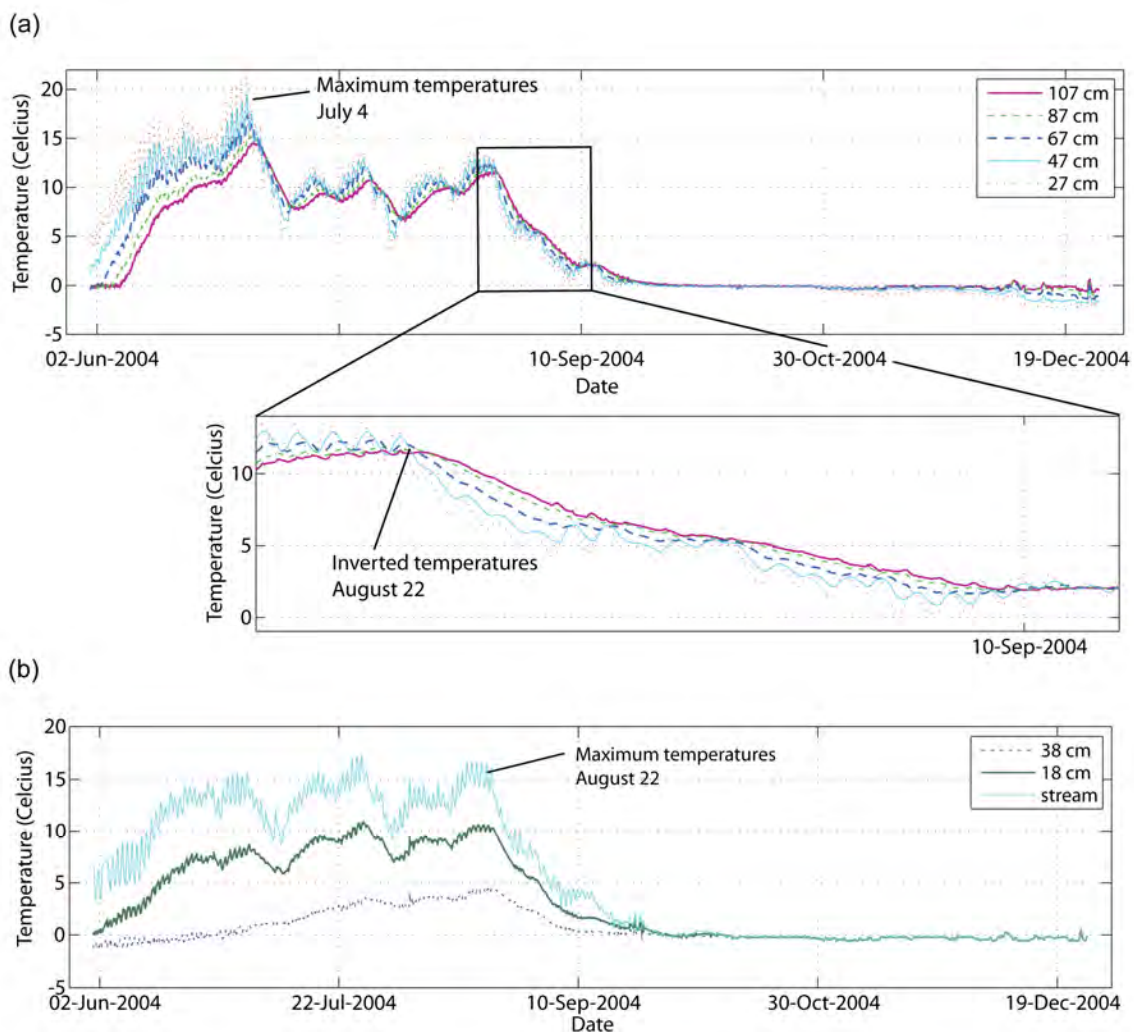 (a)
Maximum temperatures
July 4
107 cm
87 cm
67 cm
47 cm
27 cm
20
15
10
5
0
-5
Temperature (Celcius)
02-Jun-2004
10-Sep-2004
30-Oct-2004
19-Dec-2004
Date
10
5
0
Temperature (Celcius)
Inverted temperatures
August 22
10-Sep-2004
(b)
Maximum temperatures
August 22
38 cm
18 cm
stream
20
15
10
5
0
-5
Temperature (Celcius)
02-Jun-2004
22-Jul-2004
10-Sep-2004
30-Oct-2004
19-Dec-2004
Date